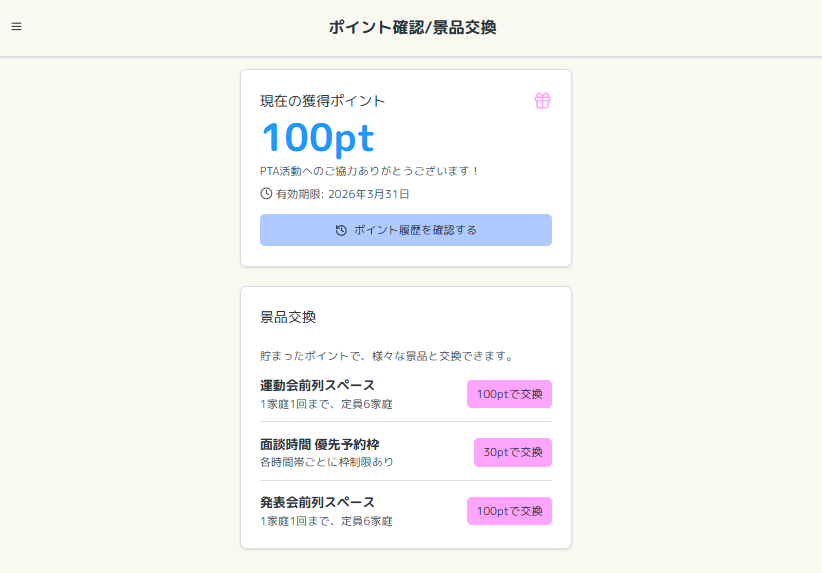 ポイント確認/景品交換
現在の獲得ポイント
100pt
PTA活動へのご協力ありがとうございます！
有効期限: 2026年3月31日
ポイント履歴を確認する
景品交換
貯まったポイントで、様々な景品と交換できます。
運動会前列スペース
1家庭1回まで、定員6家庭
100ptで交換
面談時間 優先予約枠
各時間帯ごとに枠制限あり
30ptで交換
発表会前列スペース
1家庭1回まで、定員6家庭
100ptで交換